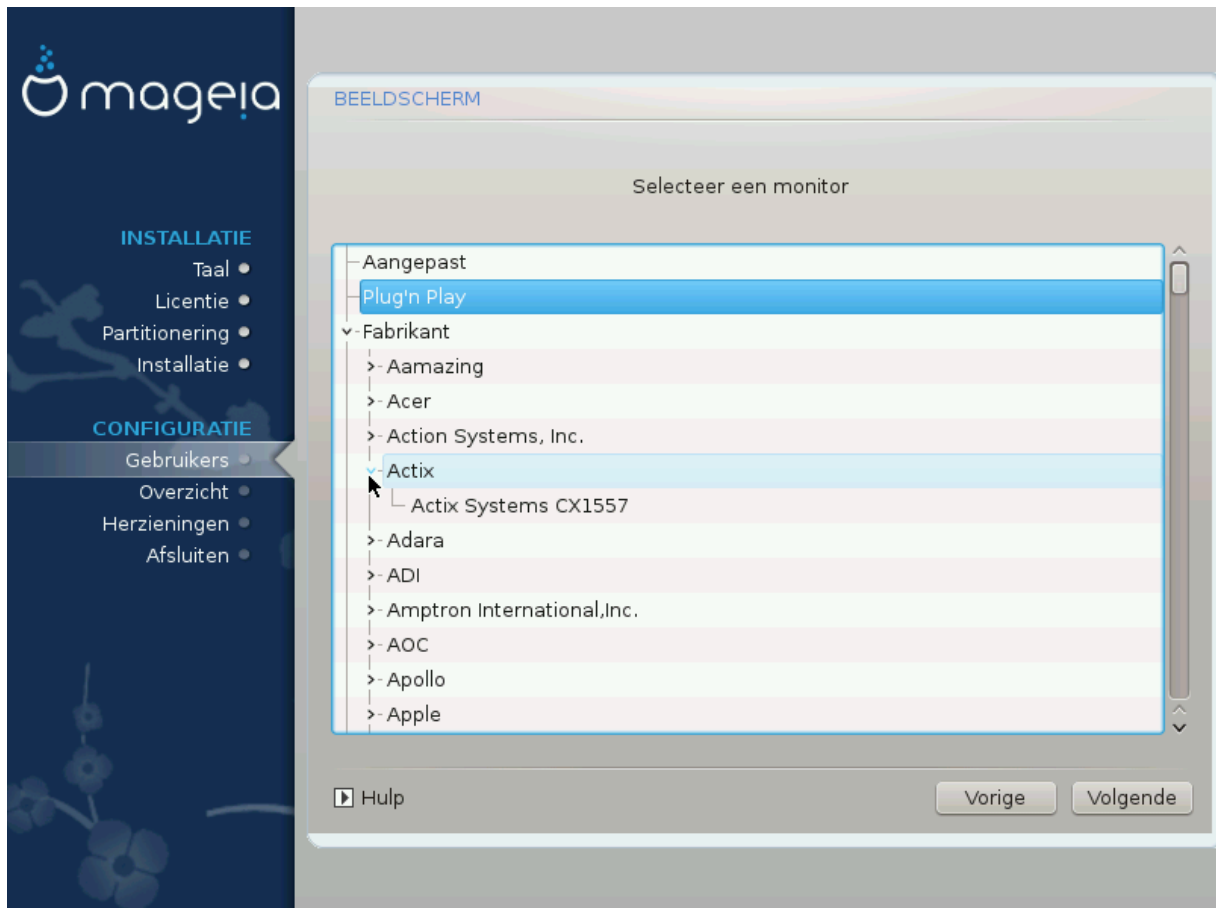 mageia
INSTALLATIE
Taal
Licentie
Partitionering
Installatie
CONFIGURATIE
Gebruikers
Overzicht
Herzieningen
Afsluiten
BEELDSCHERM
Selecteer een monitor
Aangepast
Plug'n Play
Fabrikant
Aamazing
Acer
Action Systems, Inc.
Actix
Actix Systems CX1557
Adara
ADI
Amptron International,Inc.
AOC
Apollo
Apple
Hulp
Vorige
Volgende